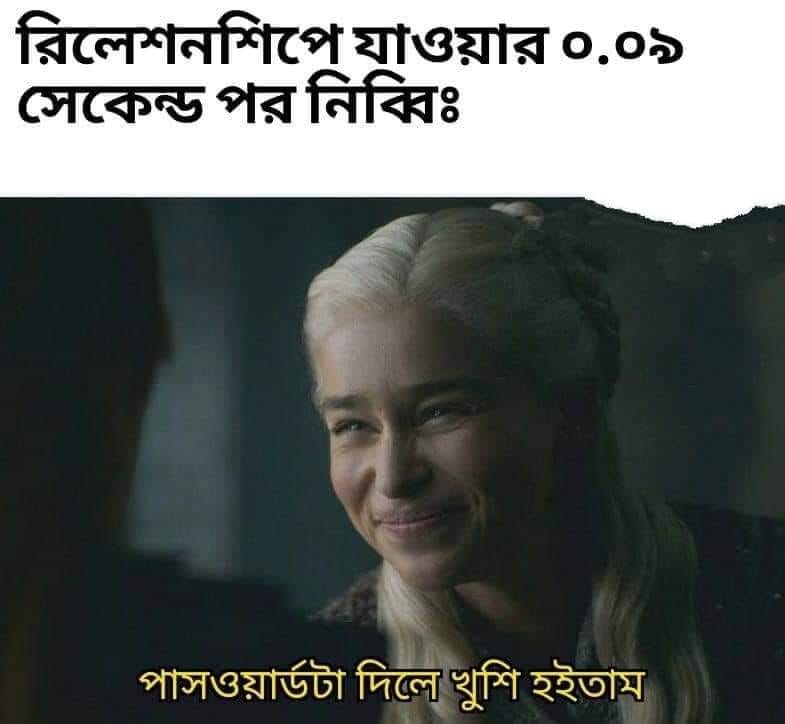 রিলেশনশিপে যাওয়ার ০.০৯
সেকেন্ড পর নিব্বিঃ
পাসওয়ার্ডটা দিলে খুশি হইতাম